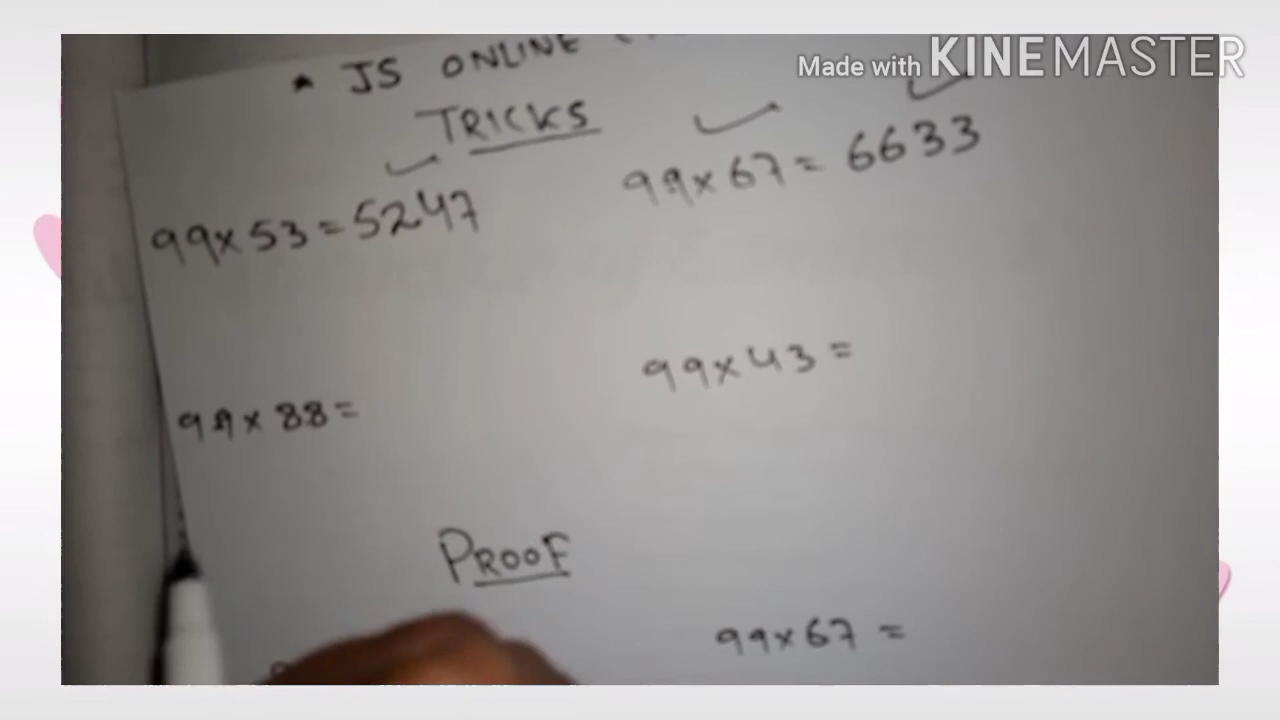 Made with KINEMASTER
* JS ONLINE
TRICKS
99x53=5247
99x67= 6633
99x43=
99x88=
PROOF
99x67 =